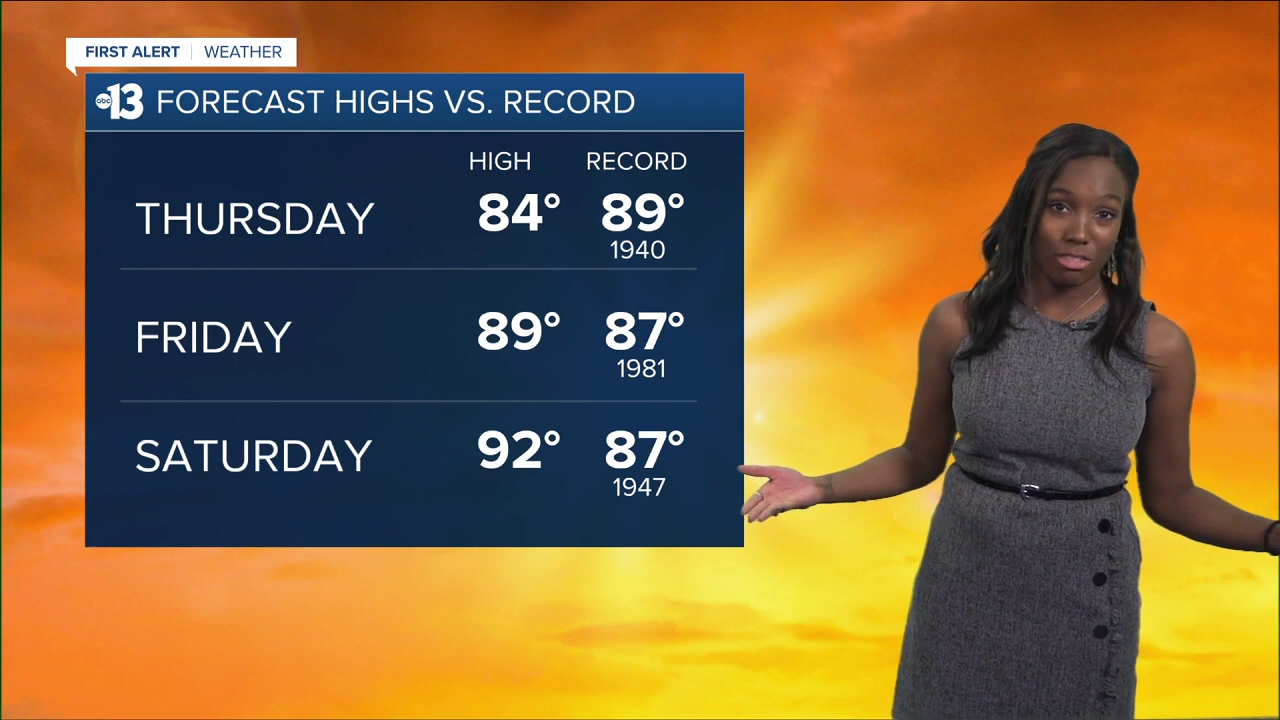 FIRST ALERT | WEATHER
abc 13 FORECAST HIGHS VS. RECORD
HIGH RECORD
THURSDAY 84° 89°
1940
FRIDAY 89° 87°
1981
SATURDAY 92° 87°
1947